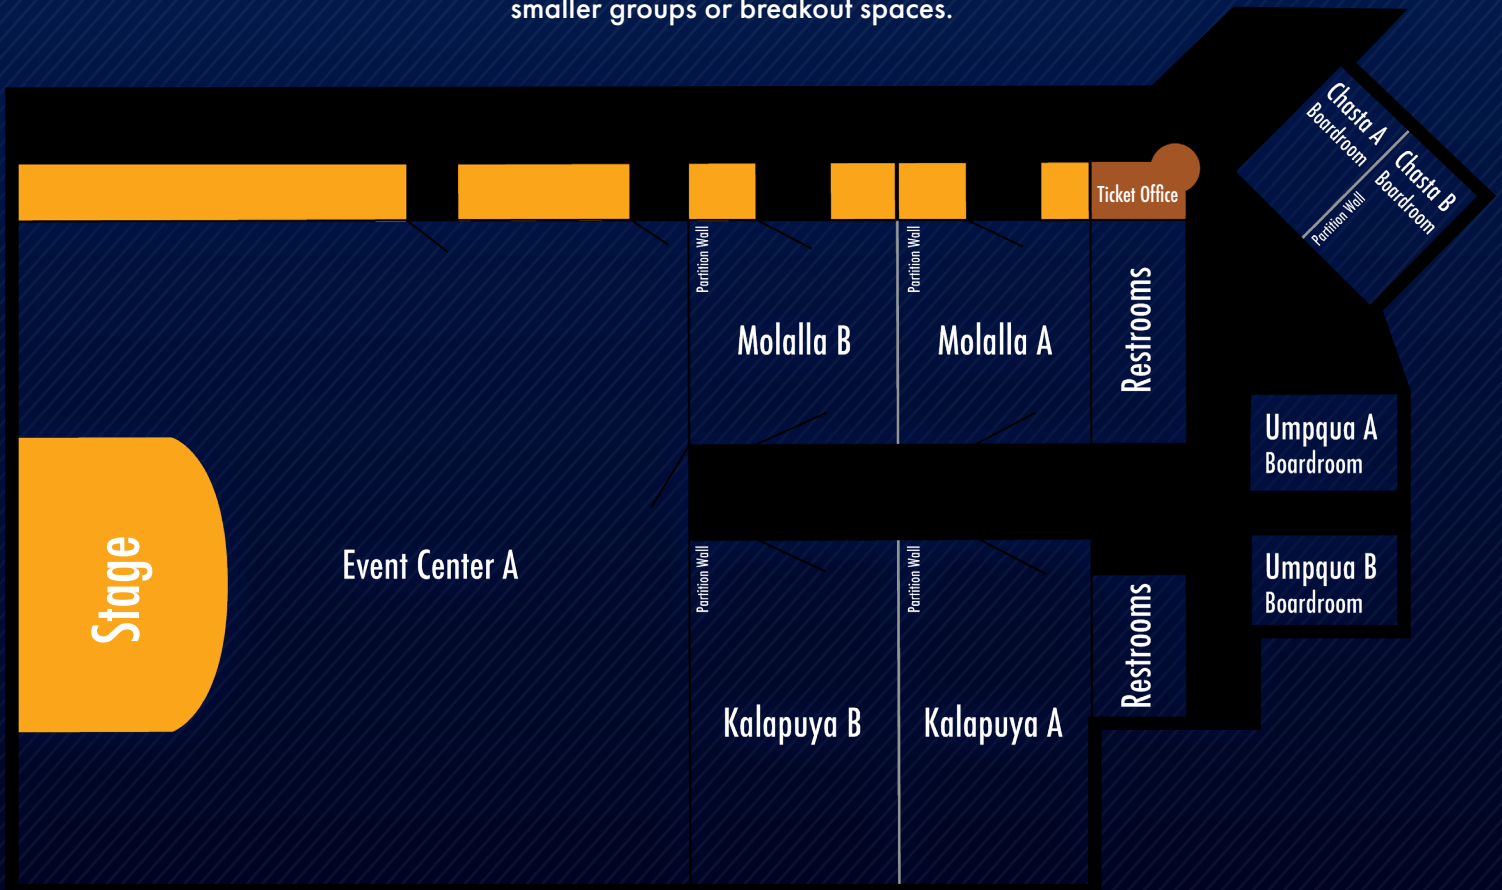 smaller groups or breakout spaces.
Chasta A
Boardroom
Chasta B
Boardroom
Partition Wall
Ticket Office
Partition Wall
Partition Wall
Molalla B
Molalla A
Restrooms
Umpqua A
Boardroom
Stage
Event Center A
Partition Wall
Partition Wall
Umpqua B
Boardroom
Restrooms
Kalapuya B
Kalapuya A